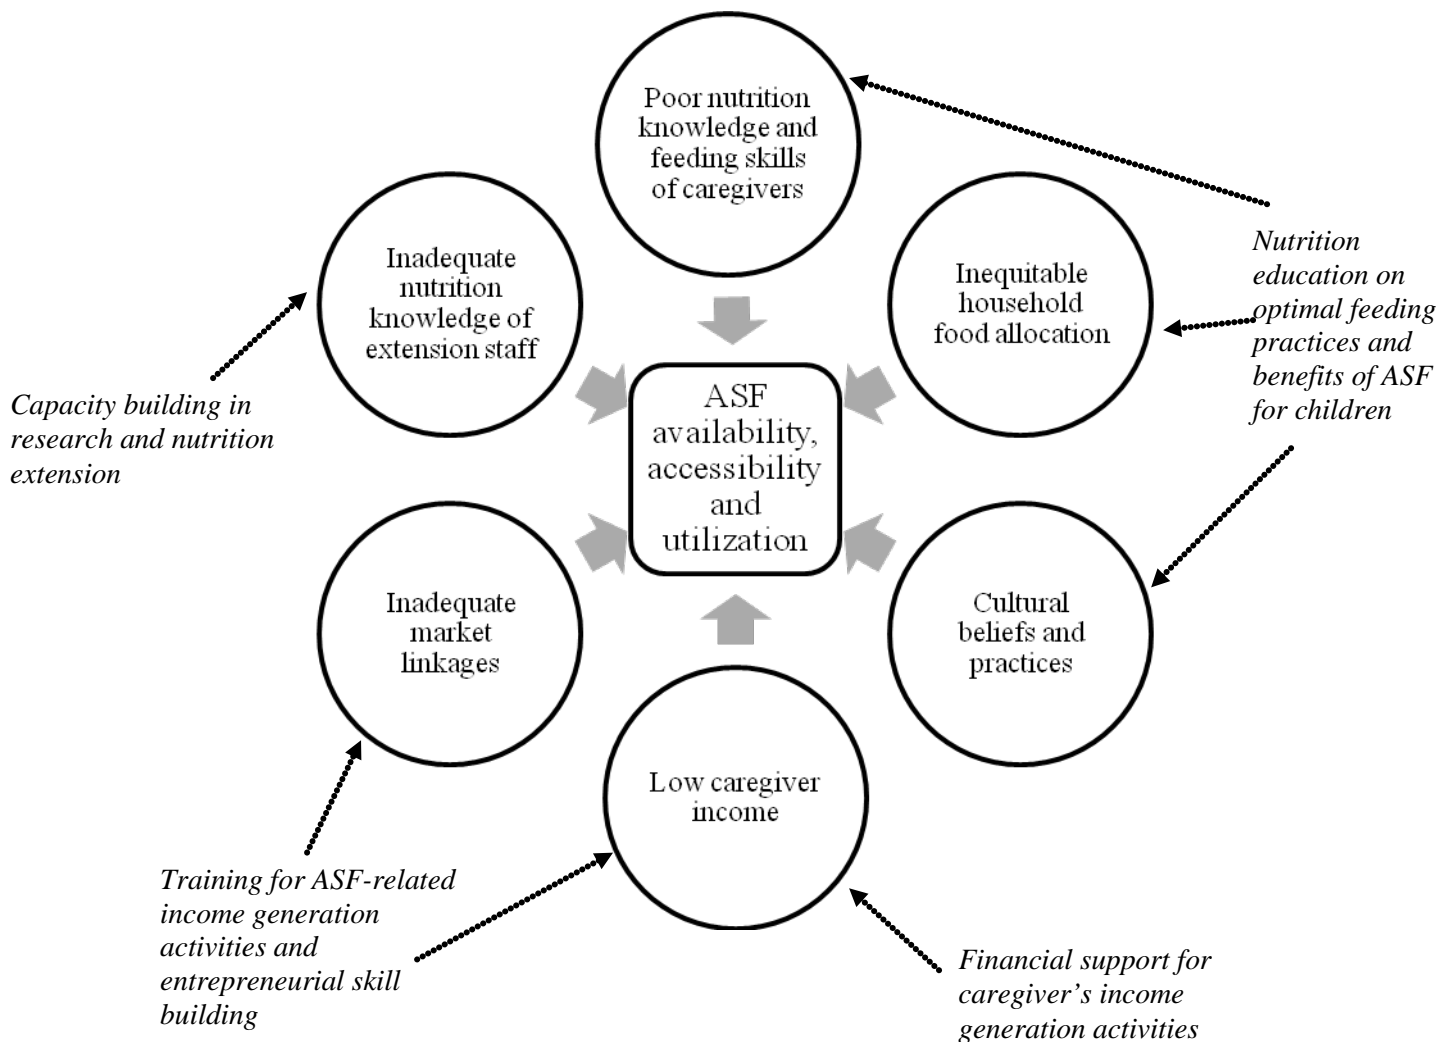 Poor nutrition
knowledge and
feeding skills
of caregivers
Inadequate
nutrition
knowledge of
extension staff
Inequitable
household
food allocation
Nutrition
education on
optimal feeding
practices and
benefits of ASF
for children
Capacity building in
research and nutrition
extension
ASF
availability,
accessibility
and
utilization
Inadequate
market
linkages
Cultural
beliefs and
practices
Low caregiver
income
Training for ASF-related
income generation
activities and
entrepreneurial skill
building
Financial support for
caregiver’s income
generation activities